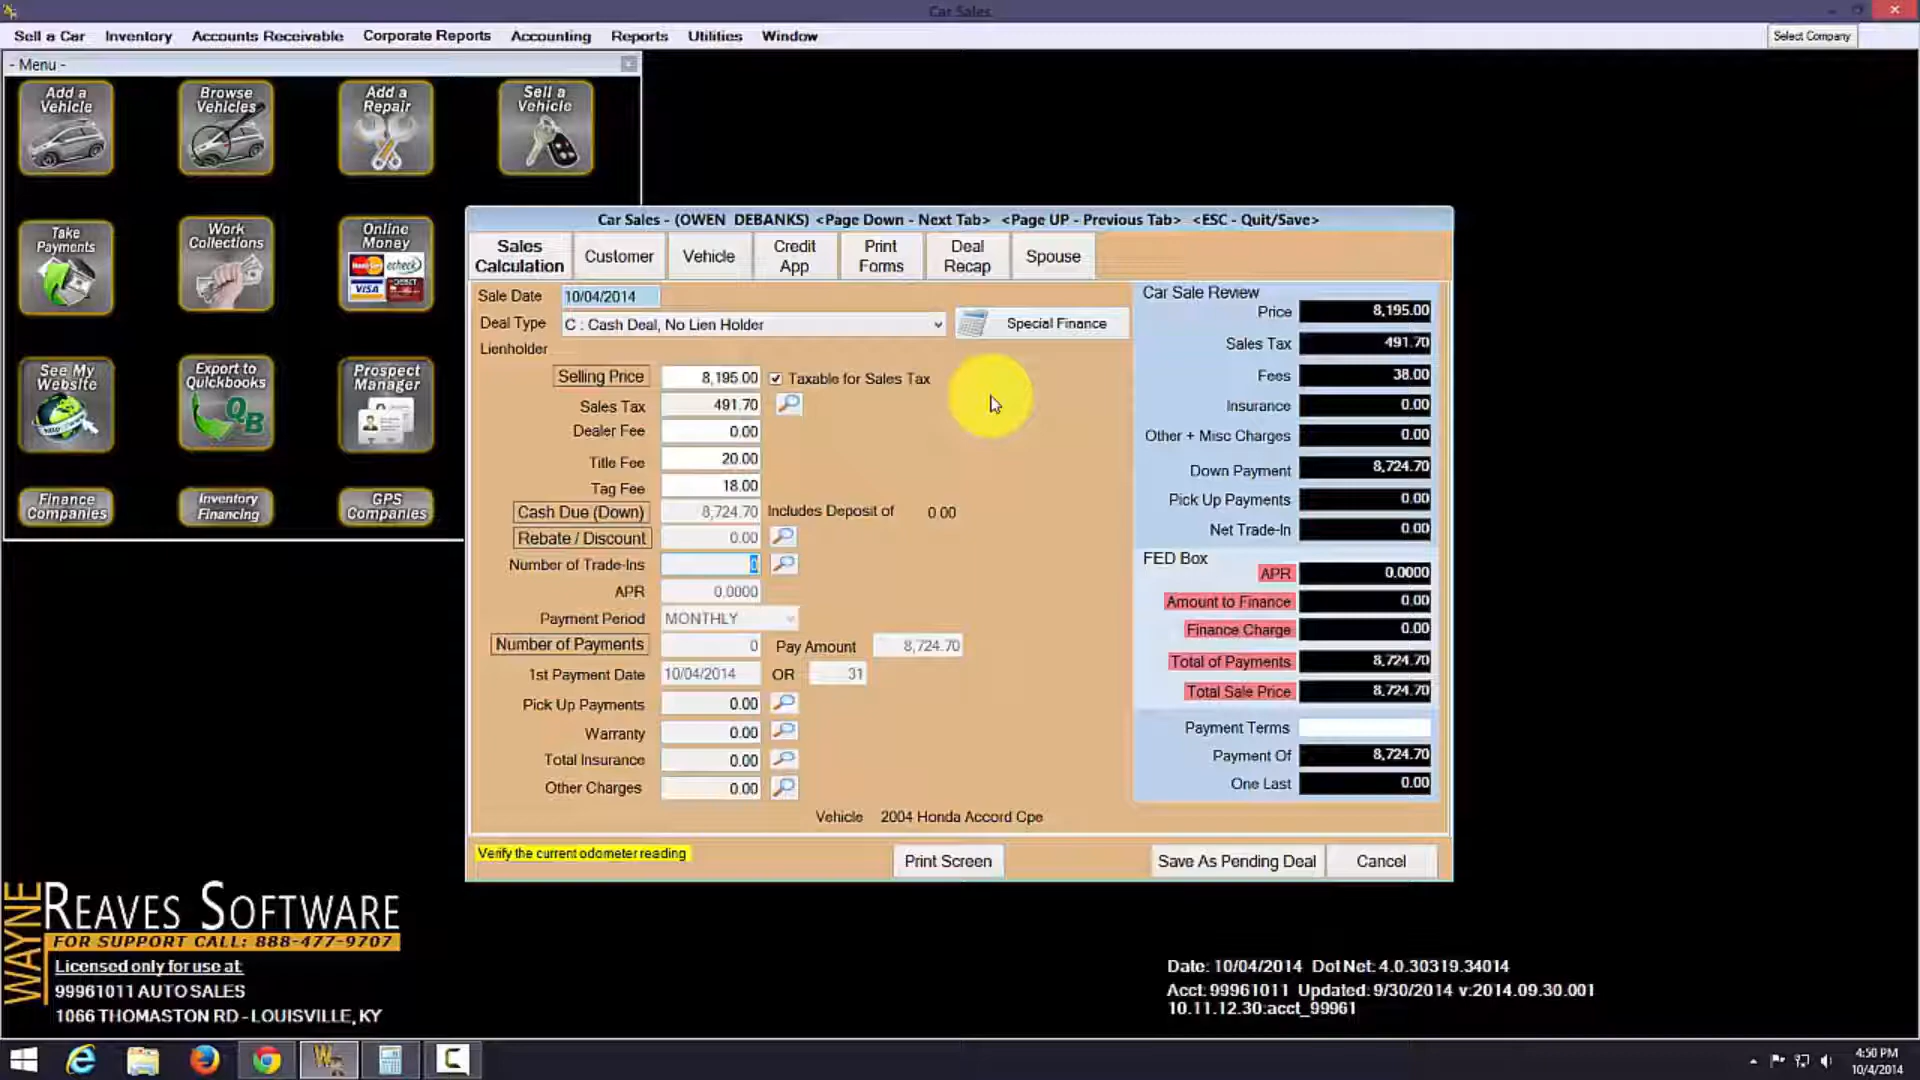 Car Sales
Sell a Car Inventory Accounts Receivable Corporate Reports Accounting Reports Utilities Window Select Company
- Menu -
Add a Vehicle
Browse Vehicles
Add a Repair
Sell a Vehicle
Take Payments
Work Collections
Online Money
echeck
VISA DEBIT
See My Website
Export to Quickbooks
QB
Prospect Manager
Finance Companies
Inventory Financing
GPS Companies
Car Sales - (OWEN DEBANKS) <Page Down - Next Tab> <Page UP - Previous Tab> <ESC - Quit/Save>
Sales Calculation
Customer
Vehicle
Credit App
Print Forms
Deal Recap
Spouse
Sale Date 10/04/2014
Deal Type C : Cash Deal, No Lien Holder Special Finance
Lienholder
Selling Price 8,195.00 Taxable for Sales Tax
Sales Tax 491.70
Dealer Fee 0.00
Title Fee 20.00
Tag Fee 18.00
Cash Due (Down) 8,724.70 Includes Deposit of 0.00
Rebate / Discount 0.00
Number of Trade-Ins 0
APR 0.0000
Payment Period MONTHLY
Number of Payments 0 Pay Amount 8,724.70
1st Payment Date 10/04/2014 OR 31
Pick Up Payments 0.00
Warranty 0.00
Total Insurance 0.00
Other Charges 0.00
Vehicle 2004 Honda Accord Cpe
Car Sale Review
Price 8,195.00
Sales Tax 491.70
Fees 38.00
Insurance 0.00
Other + Misc Charges 0.00
Down Payment 8,724.70
Pick Up Payments 0.00
Net Trade-In 0.00
FED Box
APR 0.0000
Amount to Finance 0.00
Finance Charge 0.00
Total of Payments 8,724.70
Total Sale Price 8,724.70
Payment Terms
Payment Of 8,724.70
One Last 0.00
Verify the current odometer reading
Print Screen
Save As Pending Deal
Cancel
WAYNE REAVES SOFTWARE
FOR SUPPORT CALL: 888-477-9707
Licensed only for use at:
99961011 AUTO SALES
1066 THOMASTON RD - LOUISVILLE, KY
Date: 10/04/2014 Dot Net: 4.0.30319.34014
Acct: 99961011 Updated: 9/30/2014 v:2014.09.30.001
10.11.12.30:acct_99961
4:50 PM
10/4/2014